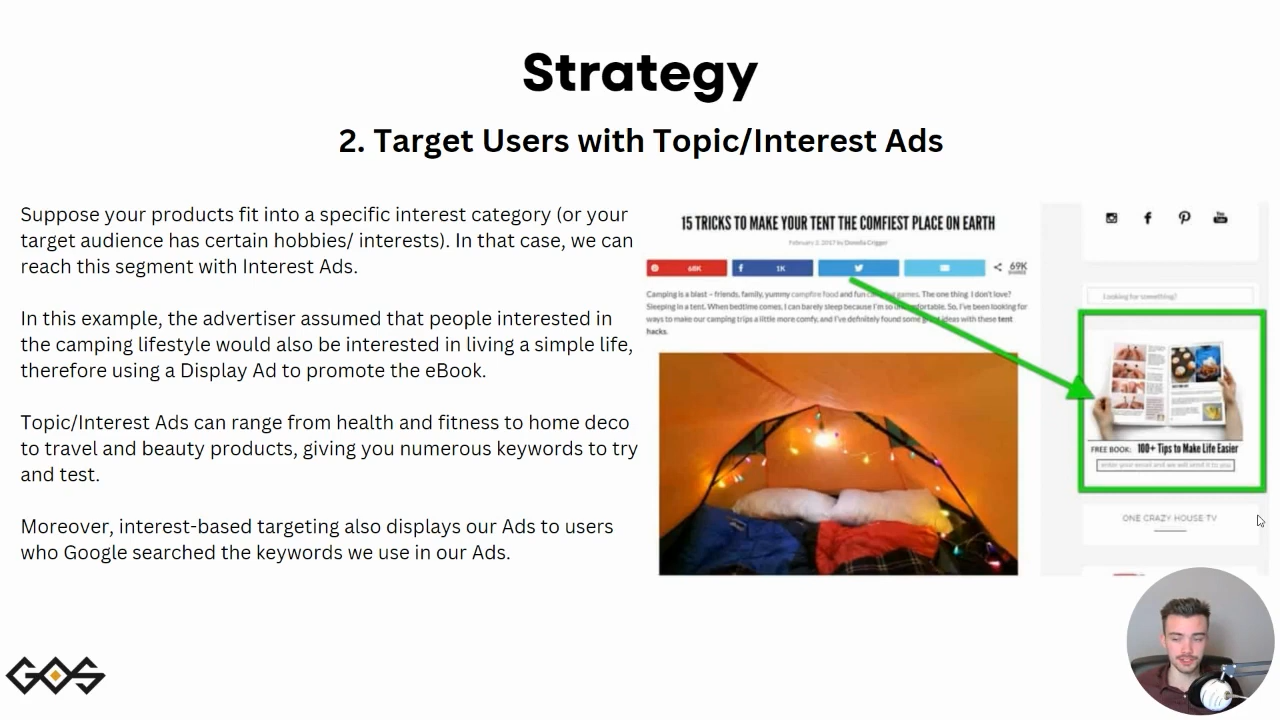 Strategy
2. Target Users with Topic/Interest Ads
Suppose your products fit into a specific interest category (or your
target audience has certain hobbies/ interests). In that case, we can
reach this segment with Interest Ads.
In this example, the advertiser assumed that people interested in
the camping lifestyle would also be interested in living a simple life,
therefore using a Display Ad to promote the eBook.
Topic/Interest Ads can range from health and fitness to home deco
to travel and beauty products, giving you numerous keywords to try
and test.
Moreover, interest-based targeting also displays our Ads to users
who Google searched the keywords we use in our Ads.
15 TRICKS TO MAKE YOUR TENT THE COMFIEST PLACE ON EARTH
February 2, 2017 by Donella Crigger
68K
1K
69K
SHARES
Camping is a blast – friends, family, yummy campfire food and fun camping games. The one thing I don't love?
Sleeping in a tent. When bedtime comes, I can barely sleep because I'm so uncomfortable. So, I've been looking for
ways to make our camping trips a little more comfy, and I've definitely found some great ideas with these tent
hacks.
You
Tube
Looking for something?
FREE BOOK: 100+ Tips to Make Life Easier
enter your email and we will send it to you
ONE CRAZY HOUSE TV
GOS